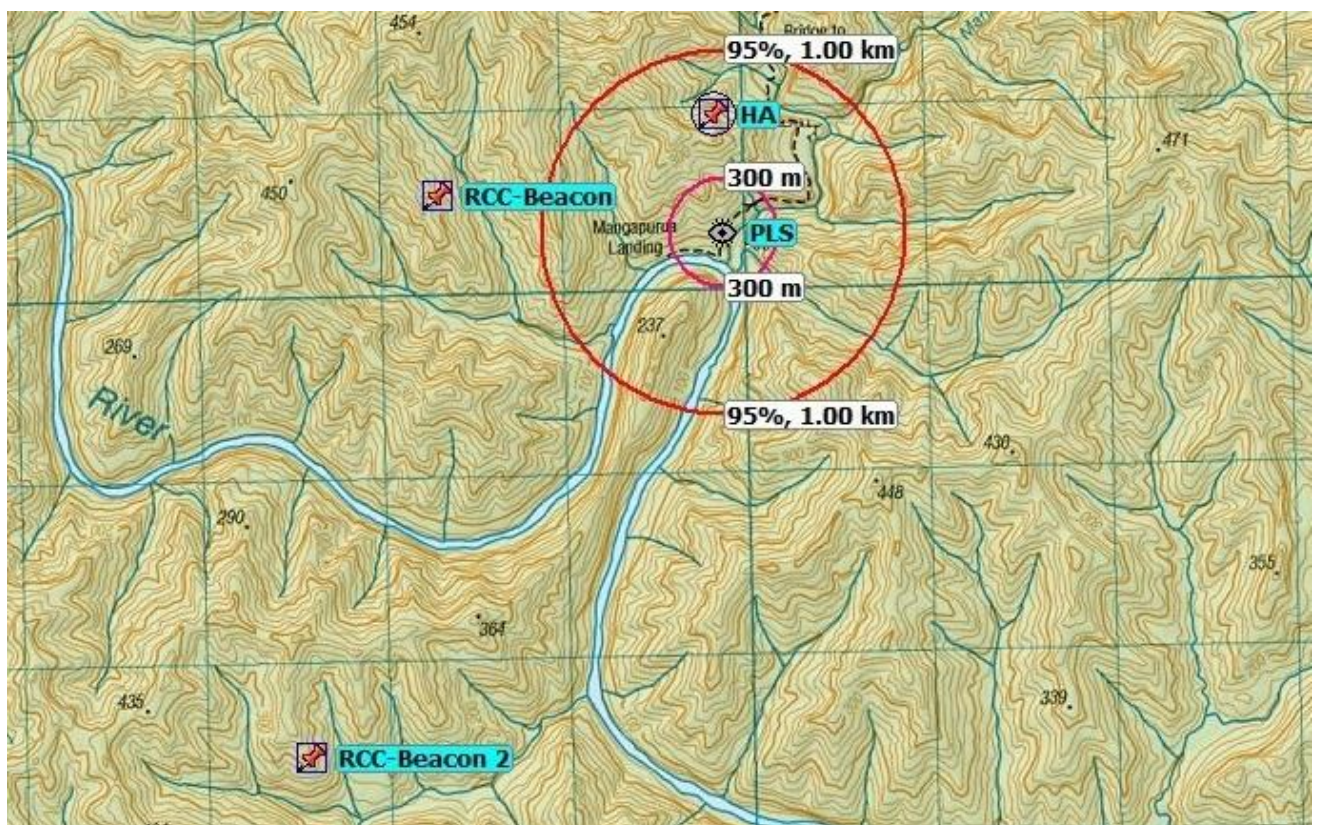 454
Bridge to
95%, 1.00 km
HA
471
300 m
450
RCC-Beacon
Mangapurua
Landing
PLS
300 m
237
269
River
95%, 1.00 km
430
448
290
355
364
435
339
RCC-Beacon 2